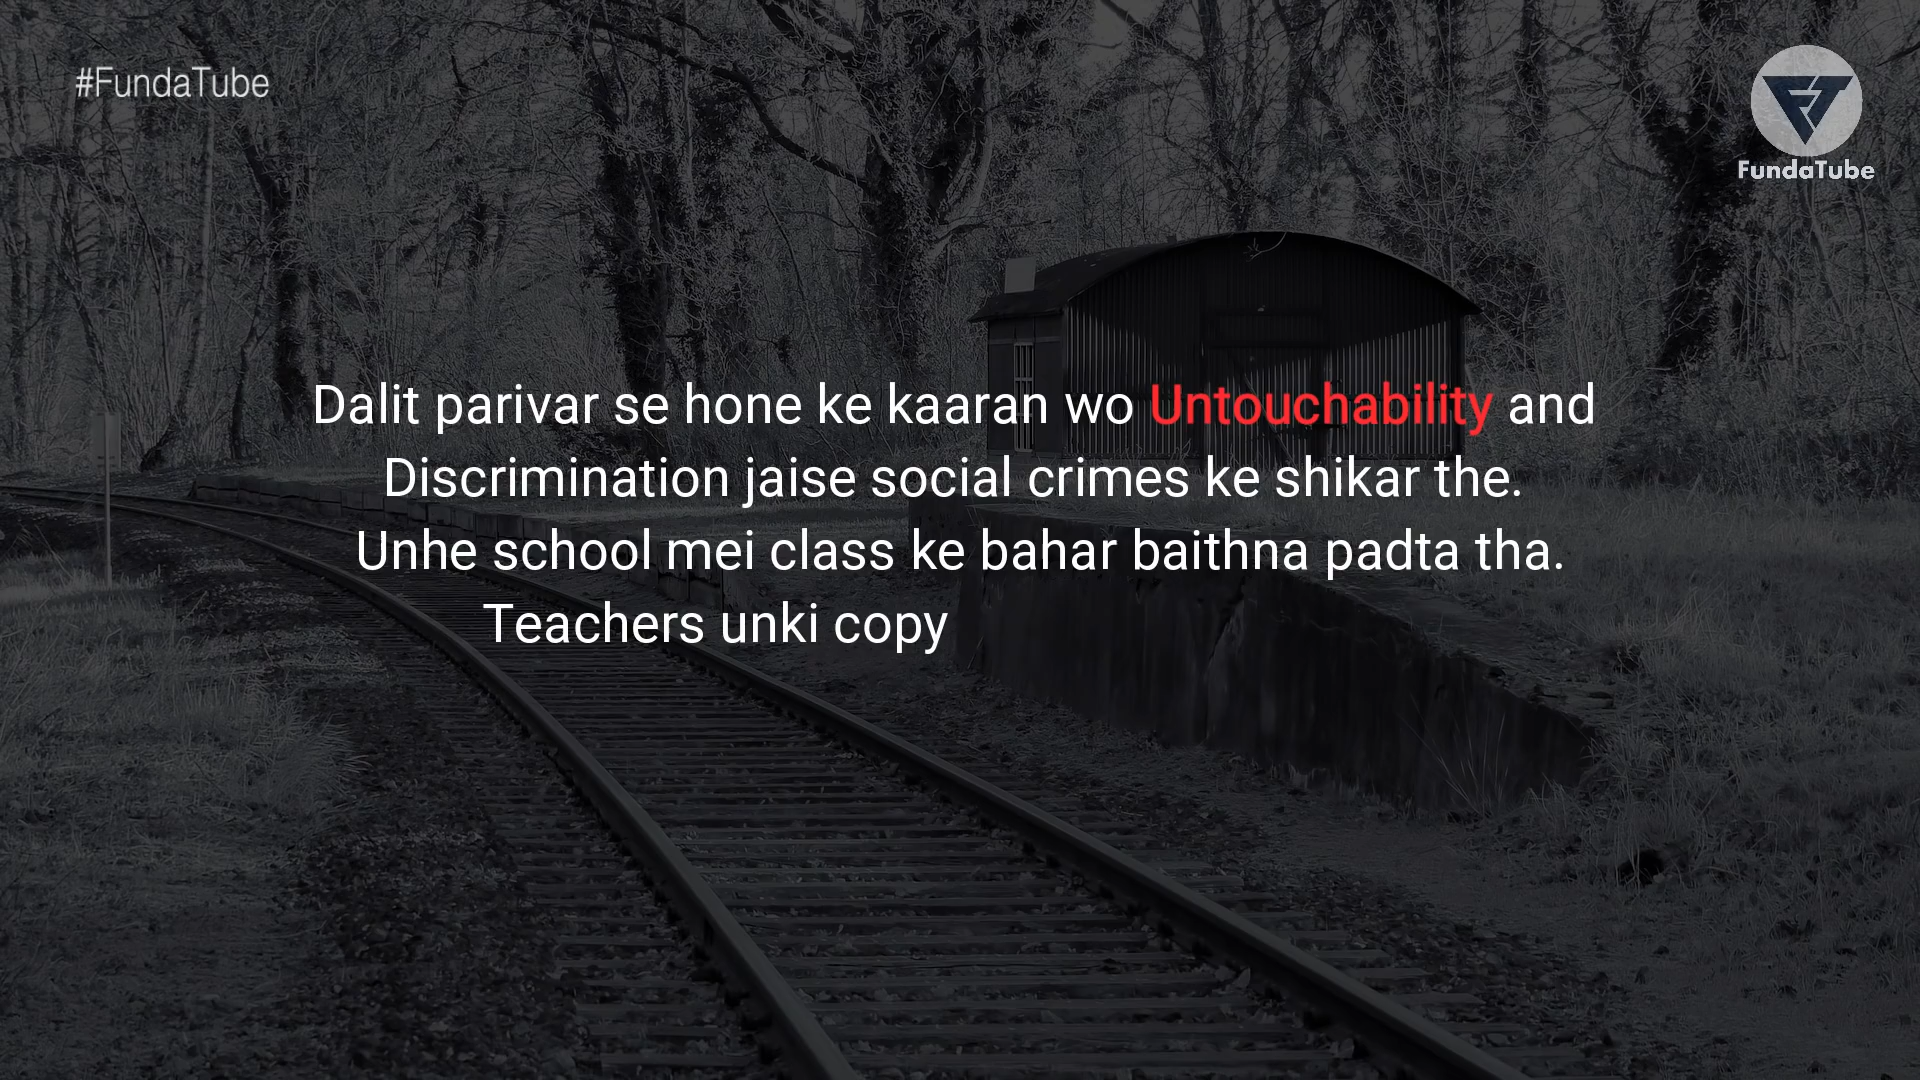 #FundaTube
FundaTube
Dalit parivar se hone ke kaaran wo Untouchability and
Discrimination jaise social crimes ke shikar the.
Unhe school mei class ke bahar baithna padta tha.
Teachers unki copy